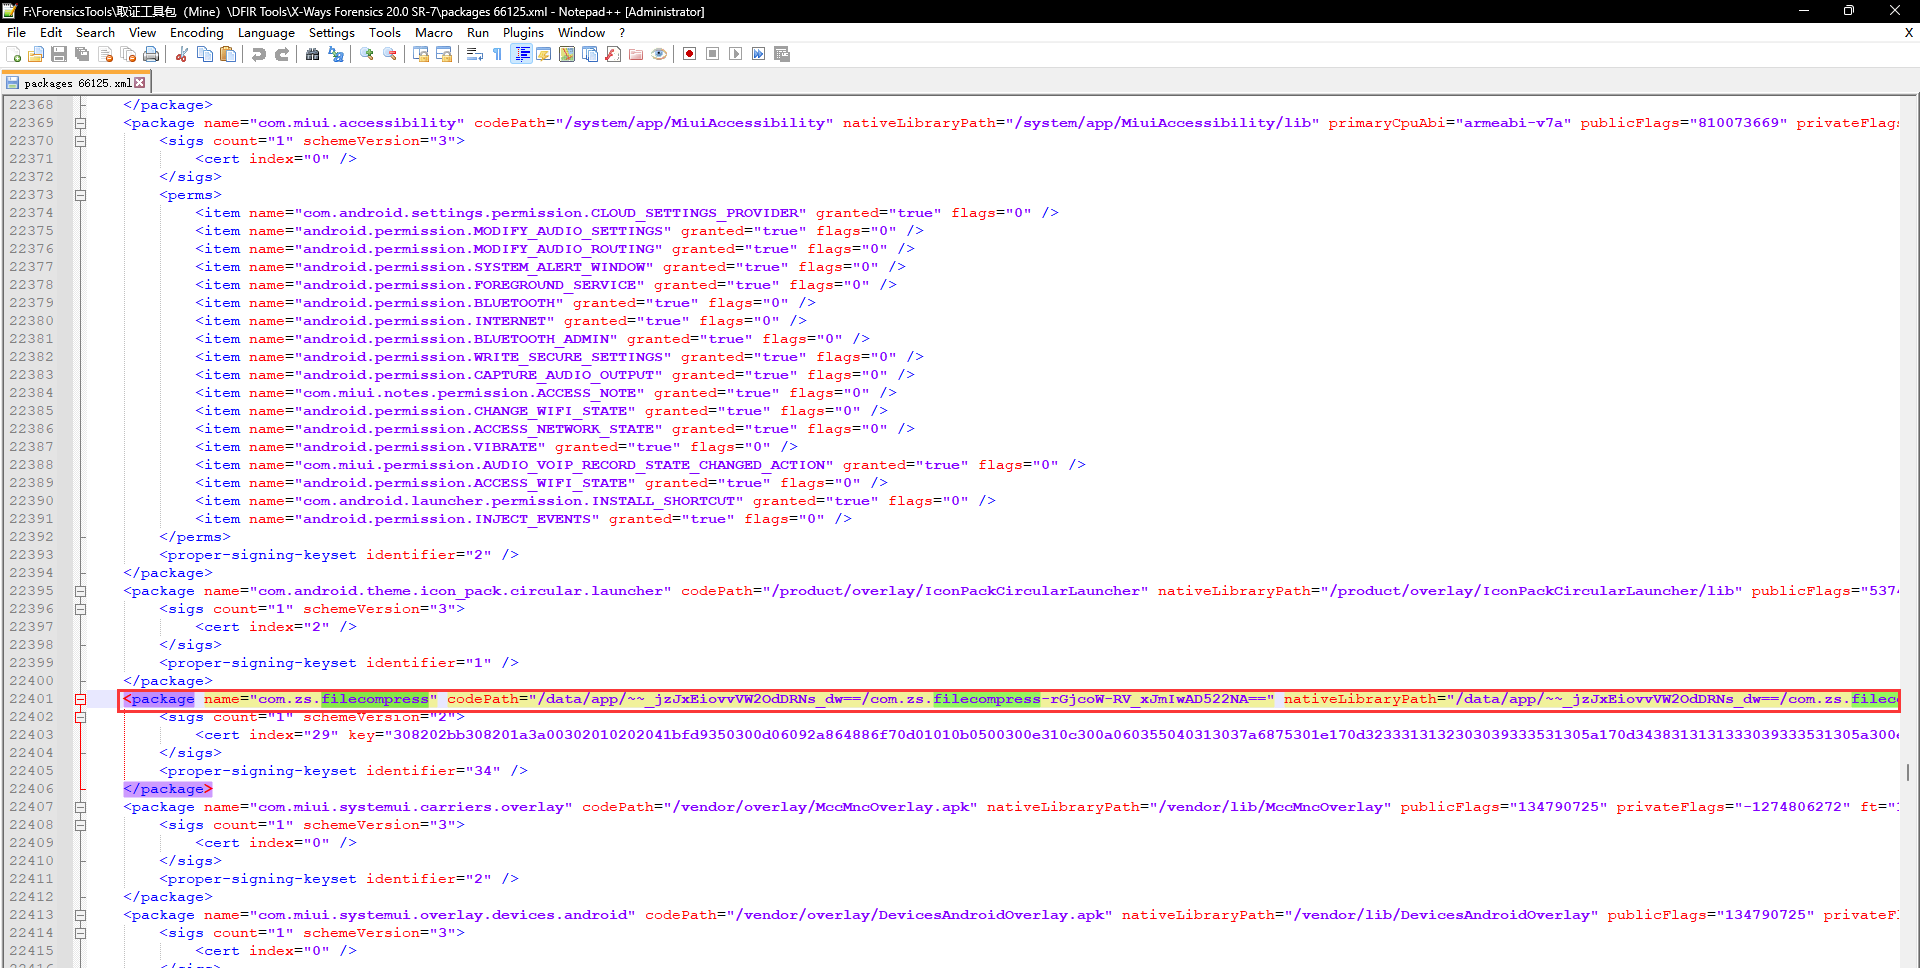 F:\ForensicsTools\取证工具包（Mine）\DFIR Tools\X-Ways Forensics 20.0 SR-7\packages 66125.xml - Notepad++ [Administrator]
File Edit Search View Encoding Language Settings Tools Macro Run Plugins Window ? X
packages 66125.xml
22368 </package>
22369 <package name="com.miui.accessibility" codePath="/system/app/MiuiAccessibility" nativeLibraryPath="/system/app/MiuiAccessibility/lib" primaryCpuAbi="armeabi-v7a" publicFlags="810073669" privateFlags
22370 <sigs count="1" schemeVersion="3">
22371 <cert index="0" />
22372 </sigs>
22373 <perms>
22374 <item name="com.android.settings.permission.CLOUD_SETTINGS_PROVIDER" granted="true" flags="0" />
22375 <item name="android.permission.MODIFY_AUDIO_SETTINGS" granted="true" flags="0" />
22376 <item name="android.permission.MODIFY_AUDIO_ROUTING" granted="true" flags="0" />
22377 <item name="android.permission.SYSTEM_ALERT_WINDOW" granted="true" flags="0" />
22378 <item name="android.permission.FOREGROUND_SERVICE" granted="true" flags="0" />
22379 <item name="android.permission.BLUETOOTH" granted="true" flags="0" />
22380 <item name="android.permission.INTERNET" granted="true" flags="0" />
22381 <item name="android.permission.BLUETOOTH_ADMIN" granted="true" flags="0" />
22382 <item name="android.permission.WRITE_SECURE_SETTINGS" granted="true" flags="0" />
22383 <item name="android.permission.CAPTURE_AUDIO_OUTPUT" granted="true" flags="0" />
22384 <item name="com.miui.notes.permission.ACCESS_NOTE" granted="true" flags="0" />
22385 <item name="android.permission.CHANGE_WIFI_STATE" granted="true" flags="0" />
22386 <item name="android.permission.ACCESS_NETWORK_STATE" granted="true" flags="0" />
22387 <item name="android.permission.VIBRATE" granted="true" flags="0" />
22388 <item name="com.miui.permission.AUDIO_VOIP_RECORD_STATE_CHANGED_ACTION" granted="true" flags="0" />
22389 <item name="android.permission.ACCESS_WIFI_STATE" granted="true" flags="0" />
22390 <item name="com.android.launcher.permission.INSTALL_SHORTCUT" granted="true" flags="0" />
22391 <item name="android.permission.INJECT_EVENTS" granted="true" flags="0" />
22392 </perms>
22393 <proper-signing-keyset identifier="2" />
22394 </package>
22395 <package name="com.android.theme.icon_pack.circular.launcher" codePath="/product/overlay/IconPackCircularLauncher" nativeLibraryPath="/product/overlay/IconPackCircularLauncher/lib" publicFlags="537
22396 <sigs count="1" schemeVersion="3">
22397 <cert index="2" />
22398 </sigs>
22399 <proper-signing-keyset identifier="1" />
22400 </package>
22401 <package name="com.zs.filecompress" codePath="/data/app/~~_jzJxEiovvVW2OdDRNs_dw==/com.zs.filecompress-rGjcoW-RV_xJmIwAD522NA==" nativeLibraryPath="/data/app/~~_jzJxEiovvVW2OdDRNs_dw==/com.zs.filec
22402 <sigs count="1" schemeVersion="2">
22403 <cert index="29" key="308202bb308201a3a00302010202041bfd9350300d06092a864886f70d01010b0500300e310c300a060355040313037a6875301e170d3233313132303039333531305a170d3438313131333039333531305a300
22404 </sigs>
22405 <proper-signing-keyset identifier="34" />
22406 </package>
22407 <package name="com.miui.systemui.carriers.overlay" codePath="/vendor/overlay/MccMncOverlay.apk" nativeLibraryPath="/vendor/lib/MccMncOverlay" publicFlags="134790725" privateFlags="-1274806272" ft="
22408 <sigs count="1" schemeVersion="3">
22409 <cert index="0" />
22410 </sigs>
22411 <proper-signing-keyset identifier="2" />
22412 </package>
22413 <package name="com.miui.systemui.overlay.devices.android" codePath="/vendor/overlay/DevicesAndroidOverlay.apk" nativeLibraryPath="/vendor/lib/DevicesAndroidOverlay" publicFlags="134790725" privateF
22414 <sigs count="1" schemeVersion="3">
22415 <cert index="0" />